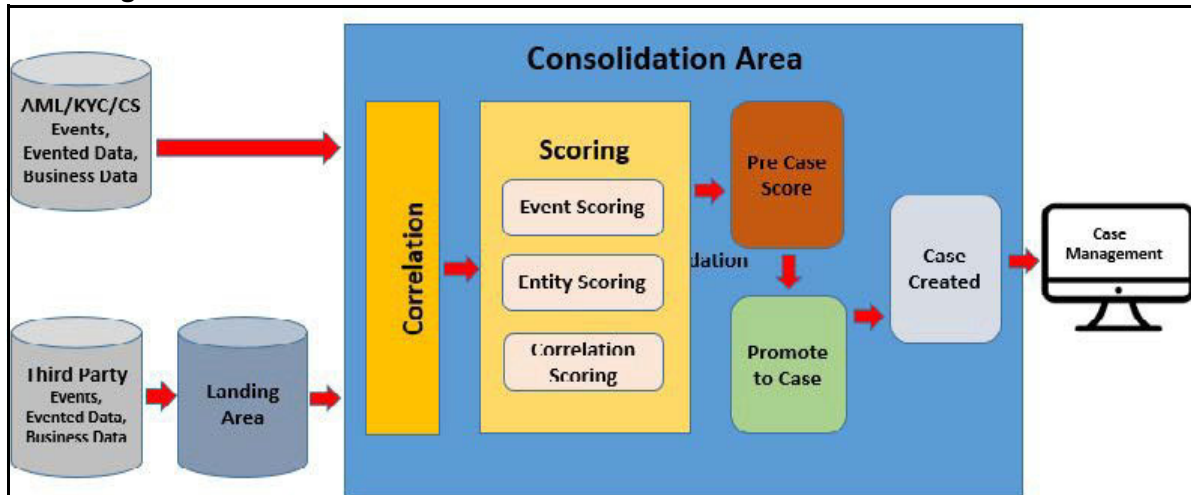 Consolidation Area
AML/KYC/CS
Events,
Evented Data,
Business Data
Correlation
Scoring
Event Scoring
Entity Scoring
Correlation
Scoring
Pre Case
Score
dation
Promote
to Case
Case
Created
Case
Management
Third Party
Events,
Evented Data,
Business Data
Landing
Area